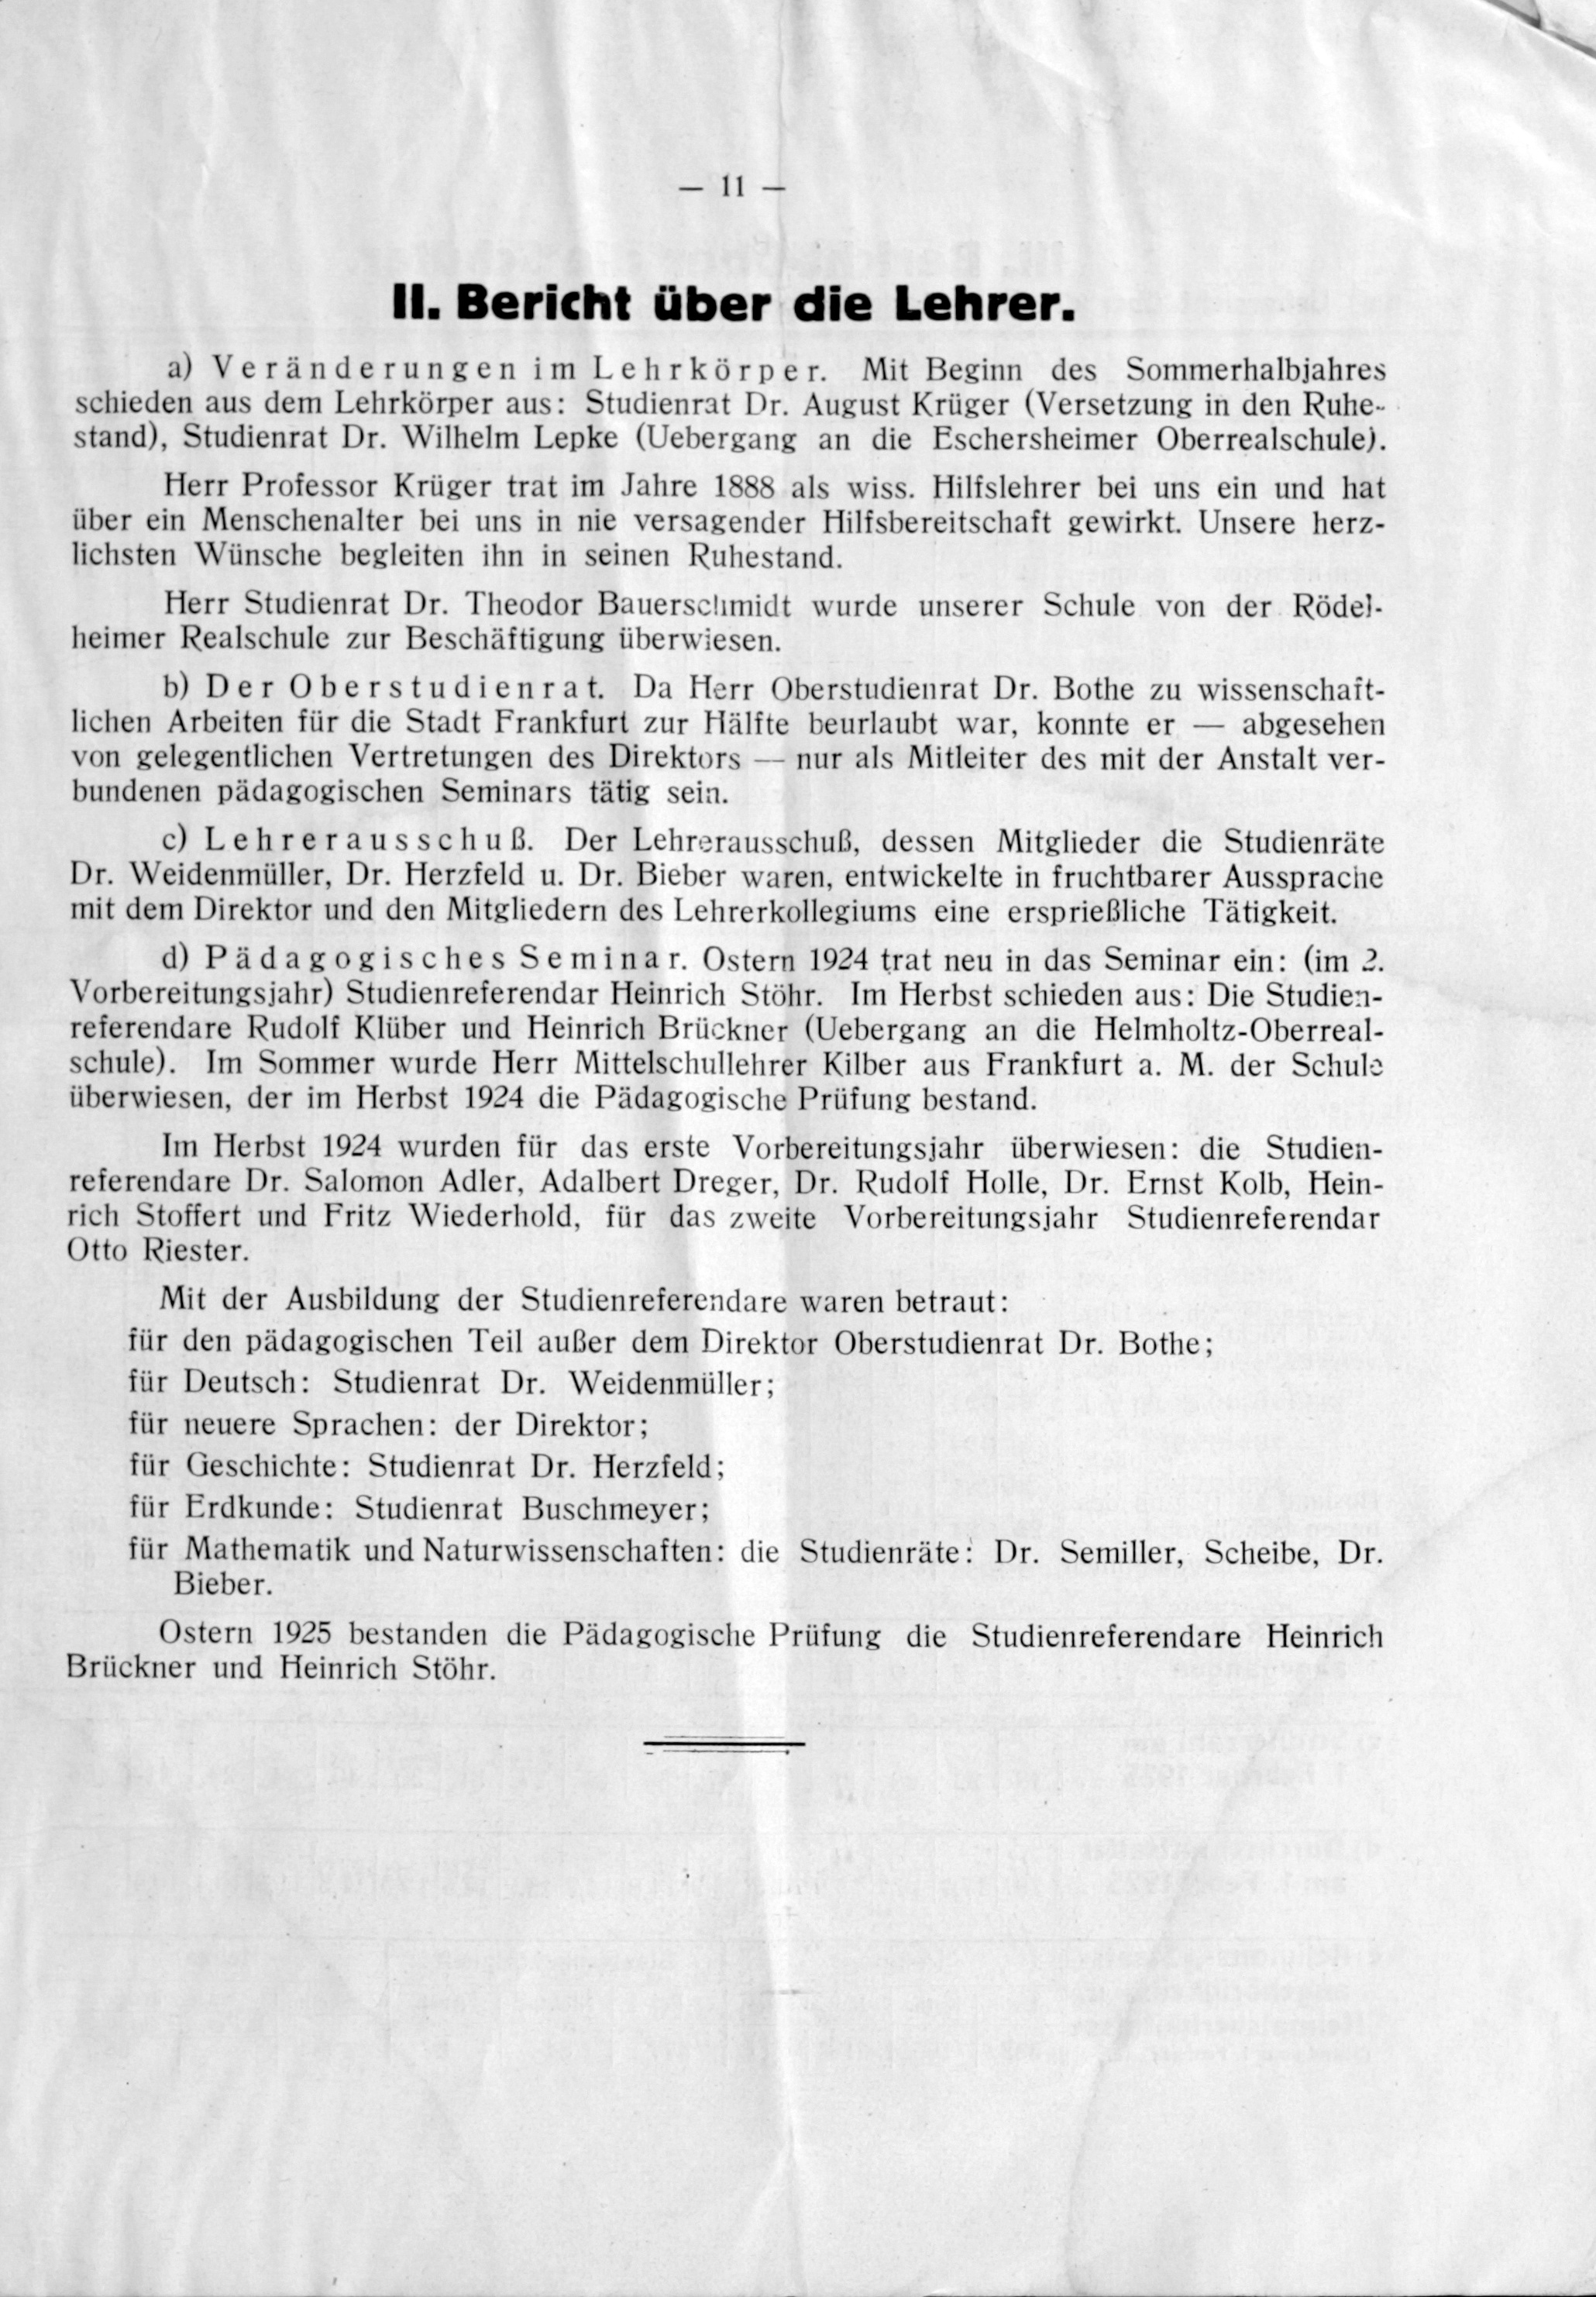 — 11 —
II. Bericht über die Lehrer.
a) Veränderungen im Lehrkörper. Mit Beginn des Sommerhalbjahres
schieden aus dem Lehrkörper aus: Studienrat Dr. August Krüger (Versetzung in den Ruhe-
stand), Studienrat Dr. Wilhelm Lepke (Uebergang an die Eschersheimer Oberrealschule).
Herr Professor Krüger trat im Jahre 1888 als wiss. Hilfslehrer bei uns ein und hat
über ein Menschenalter bei uns in nie versagender Hilfsbereitschaft gewirkt. Unsere herz-
lichsten Wünsche begleiten ihn in seinen Ruhestand.
Herr Studienrat Dr. Theodor Bauerschmidt wurde unserer Schule von der Rödel-
heimer Realschule zur Beschäftigung überwiesen.
b) Der Oberstudienrat. Da Herr Oberstudienrat Dr. Bothe zu wissenschaft-
lichen Arbeiten für die Stadt Frankfurt zur Hälfte beurlaubt war, konnte er — abgesehen
von gelegentlichen Vertretungen des Direktors — nur als Mitleiter des mit der Anstalt ver-
bundenen pädagogischen Seminars tätig sein.
c) Lehrerausschuß. Der Lehrerausschuß, dessen Mitglieder die Studienräte
Dr. Weidenmüller, Dr. Herzfeld u. Dr. Bieber waren, entwickelte in fruchtbarer Aussprache
mit dem Direktor und den Mitgliedern des Lehrerkollegiums eine ersprießliche Tätigkeit.
d) Pädagogisches Seminar. Ostern 1924 trat neu in das Seminar ein: (im 2.
Vorbereitungsjahr) Studienreferendar Heinrich Stöhr. Im Herbst schieden aus: Die Studien-
referendare Rudolf Klüber und Heinrich Brückner (Uebergang an die Helmholtz-Oberreal-
schule). Im Sommer wurde Herr Mittelschullehrer Kilber aus Frankfurt a. M. der Schule
überwiesen, der im Herbst 1924 die Pädagogische Prüfung bestand.
Im Herbst 1924 wurden für das erste Vorbereitungsjahr überwiesen: die Studien-
referendare Dr. Salomon Adler, Adalbert Dreger, Dr. Rudolf Holle, Dr. Ernst Kolb, Hein-
rich Stoffert und Fritz Wiederhold, für das zweite Vorbereitungsjahr Studienreferendar
Otto Riester.
Mit der Ausbildung der Studienreferendare waren betraut:
für den pädagogischen Teil außer dem Direktor Oberstudienrat Dr. Bothe;
für Deutsch: Studienrat Dr. Weidenmüller;
für neuere Sprachen: der Direktor;
für Geschichte: Studienrat Dr. Herzfeld;
für Erdkunde: Studienrat Buschmeyer;
für Mathematik und Naturwissenschaften: die Studienräte: Dr. Semiller, Scheibe, Dr.
Bieber.
Ostern 1925 bestanden die Pädagogische Prüfung die Studienreferendare Heinrich
Brückner und Heinrich Stöhr.